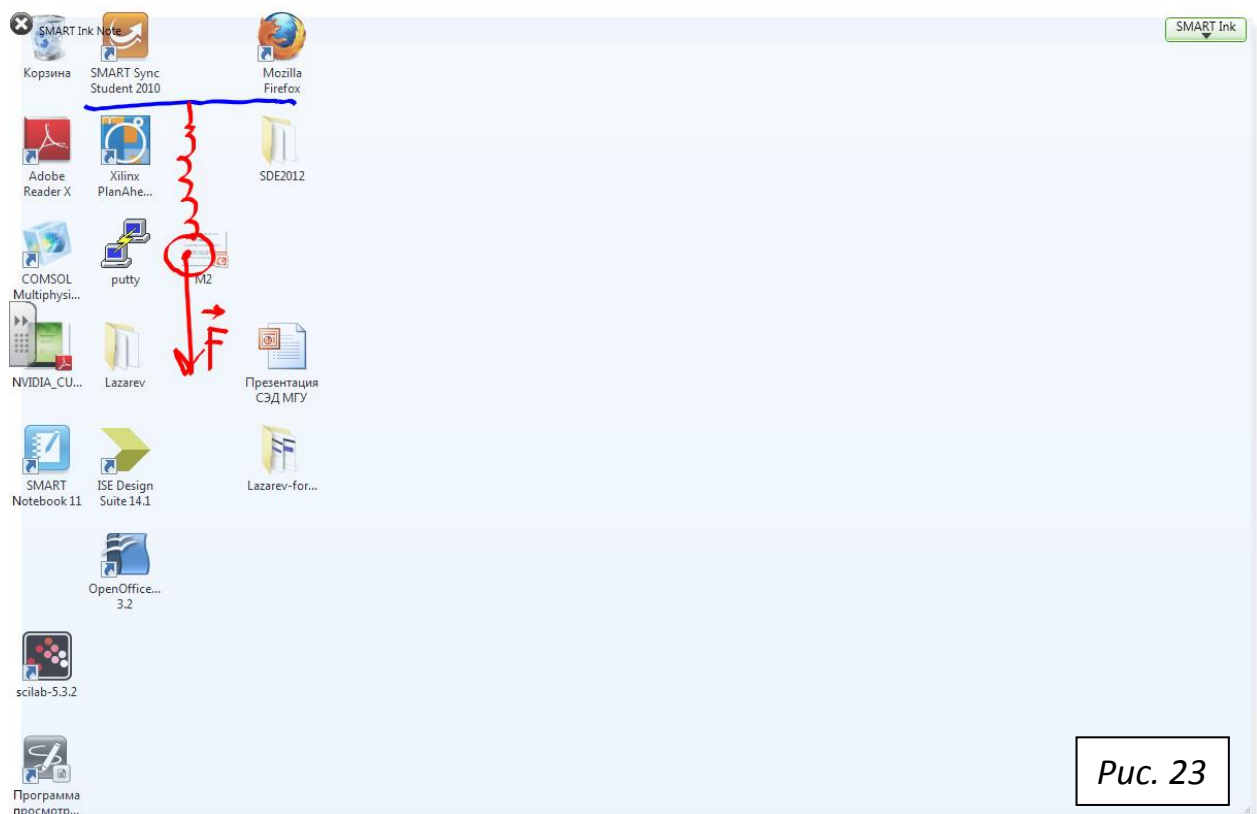 SMART Ink Note
SMART Ink
Корзина
SMART Sync
Student 2010
Mozilla
Firefox
Adobe
Reader X
Xilinx
PlanAhe...
SDE2012
COMSOL
Multiphysi...
putty
M2
F
NVIDIA_CU...
Lazarev
Презентация
СЭД МГУ
SMART
Notebook 11
ISE Design
Suite 14.1
Lazarev-for...
OpenOffice...
3.2
scilab-5.3.2
Программа
просмотр...
Рис. 23